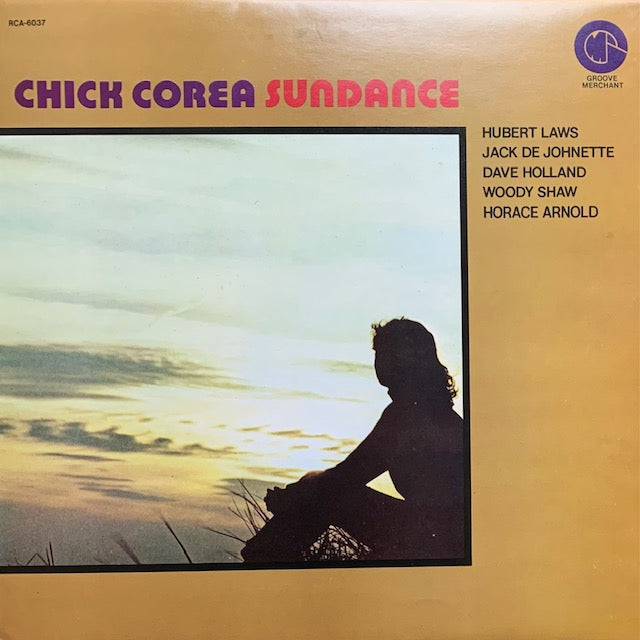 RCA-6037
CHICK COREA SUNDANCE
GROOVE
MERCHANT
HUBERT LAWS
JACK DE JOHNETTE
DAVE HOLLAND
WOODY SHAW
HORACE ARNOLD